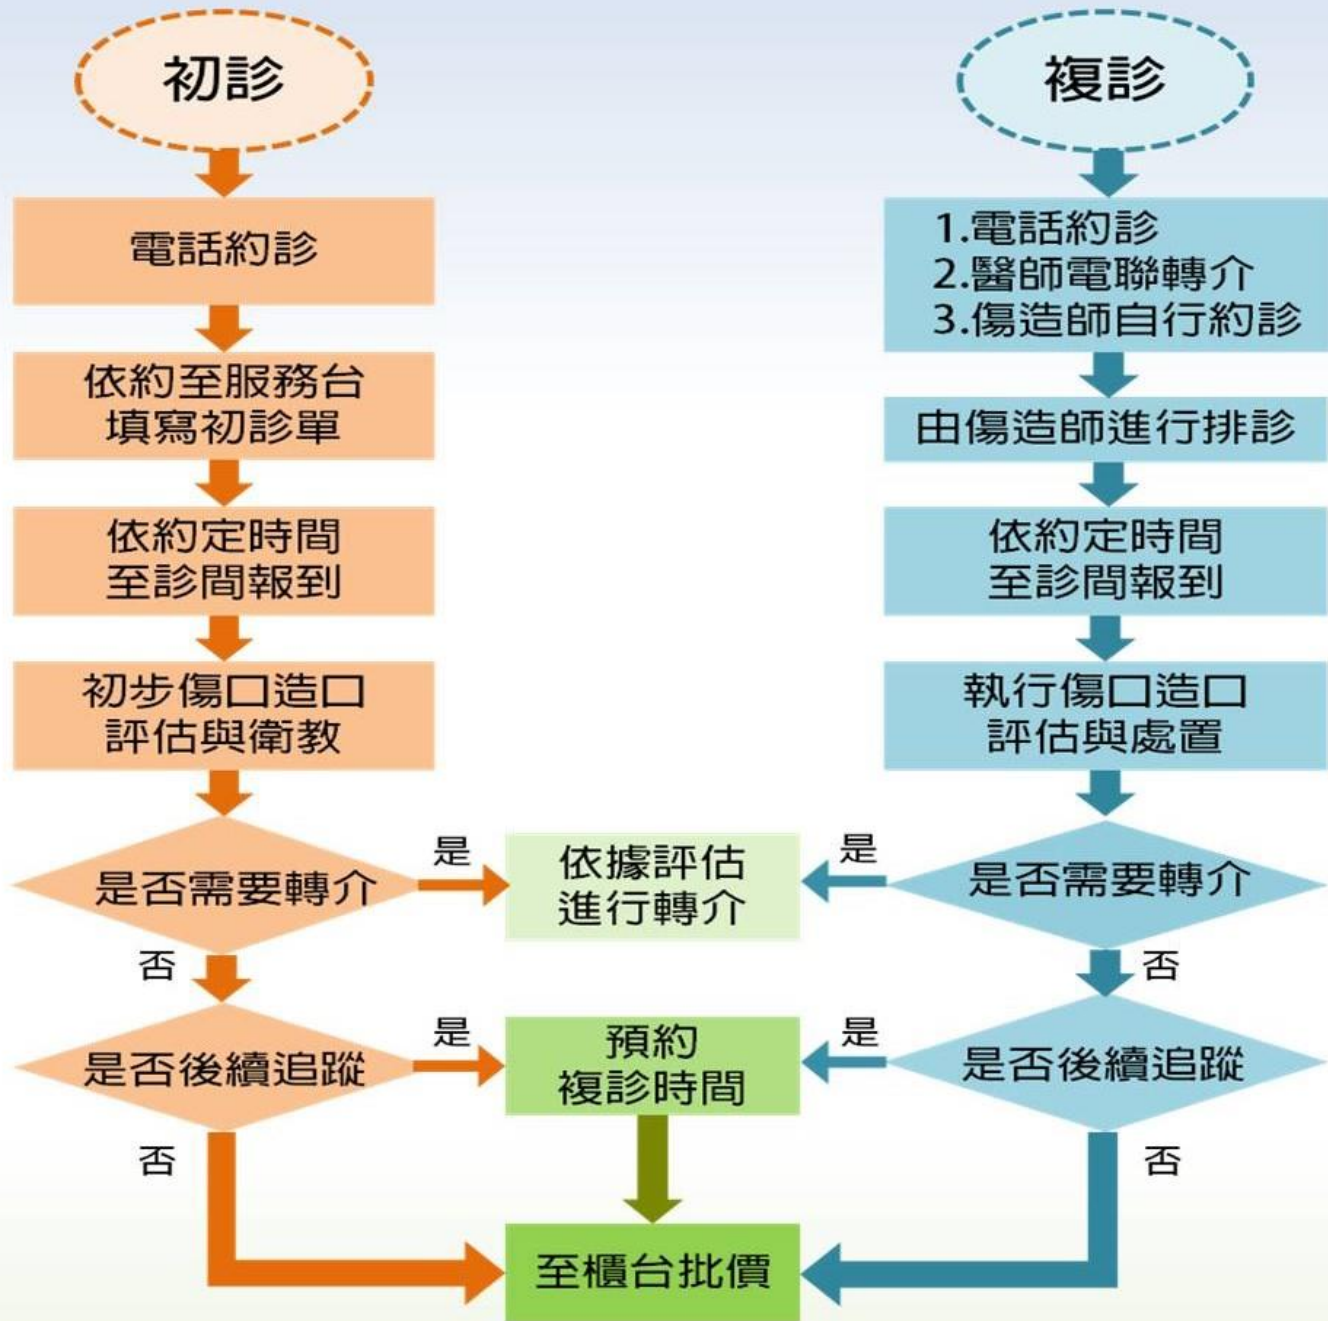 初診
電話約診
依約至服務台
填寫初診單
依約定時間
至診間報到
初步傷口造口
評估與衛教
是否需要轉介
是
否
是否後續追蹤
是
否
複診
1.電話約診
2.醫師電聯轉介
3.傷造師自行約診
由傷造師進行排診
依約定時間
至診間報到
執行傷口造口
評估與處置
是否需要轉介
是
否
是否後續追蹤
是
否
依據評估
進行轉介
預約
複診時間
至櫃台批價